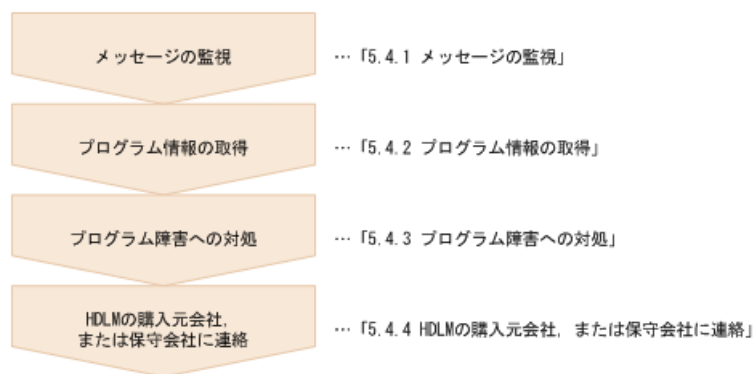 メッセージの監視 … 「5.4.1 メッセージの監視」
プログラム情報の取得 … 「5.4.2 プログラム情報の取得」
プログラム障害への対処 … 「5.4.3 プログラム障害への対処」
HDLMの購入元会社,
または保守会社に連絡
… 「5.4.4 HDLMの購入元会社, または保守会社に連絡」